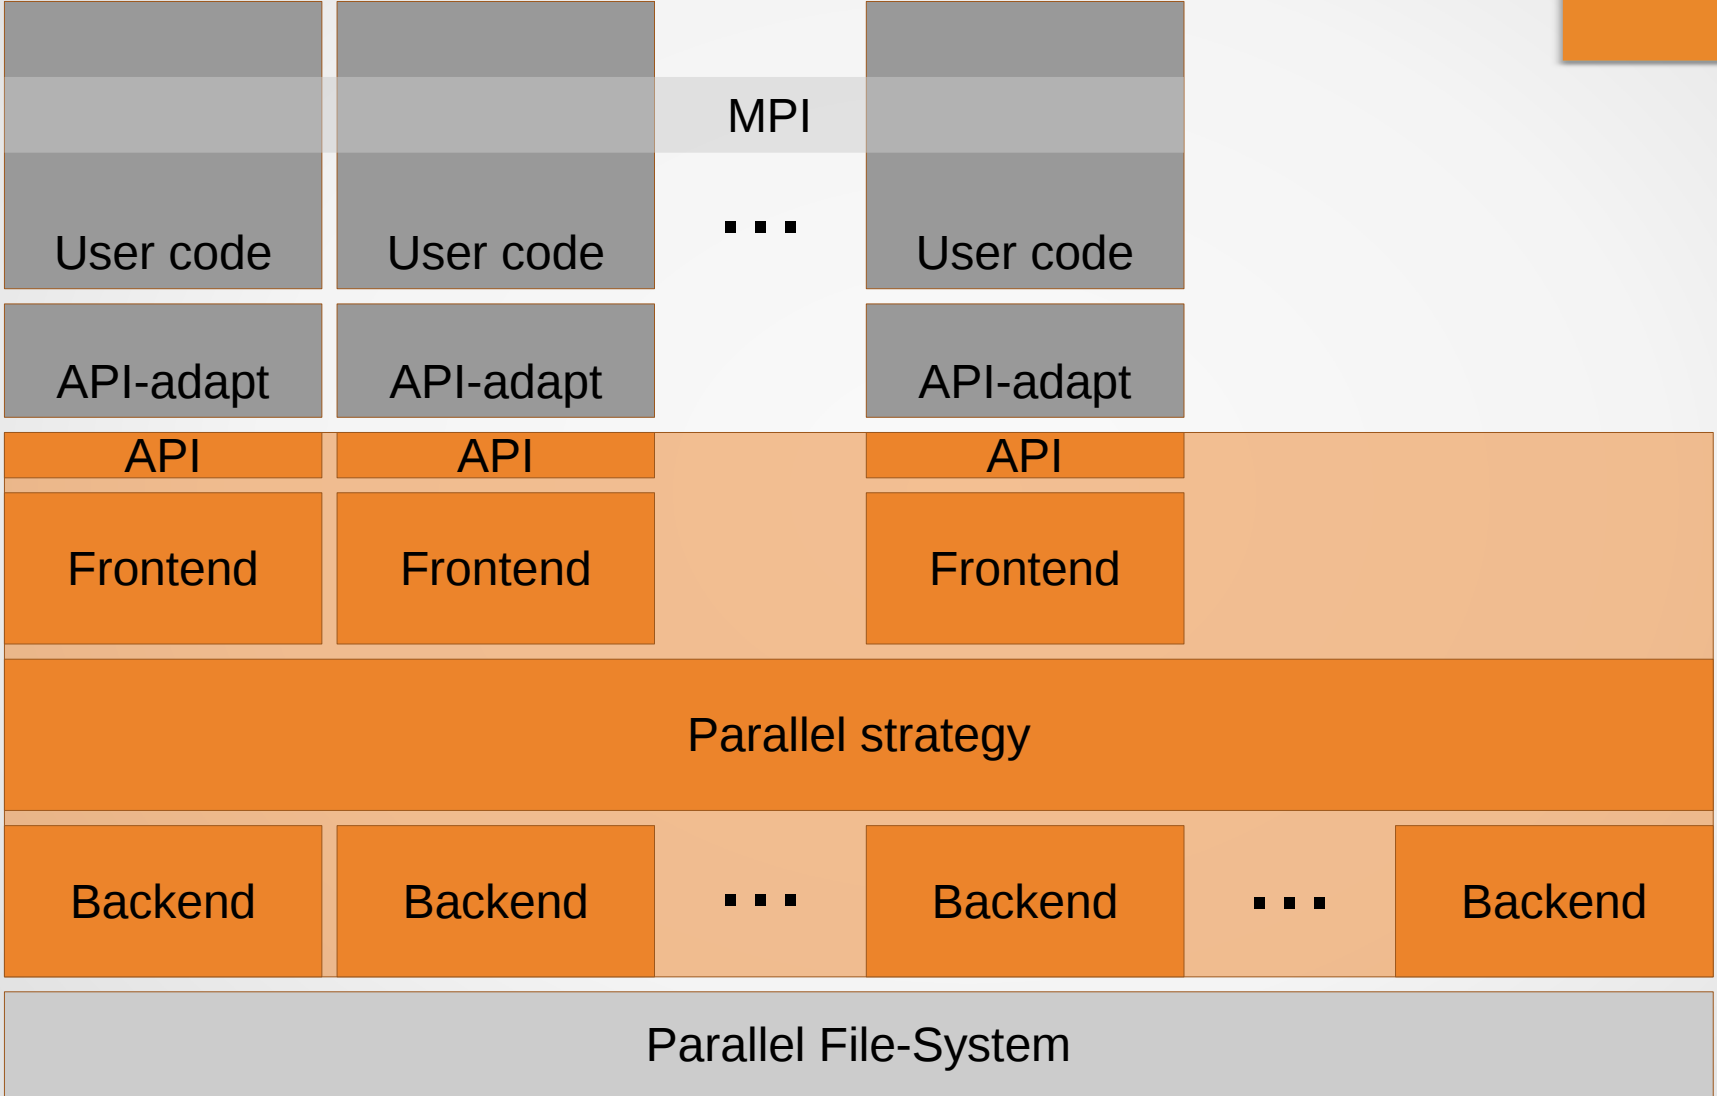 MPI
...
User code
User code
User code
API-adapt
API-adapt
API-adapt
API
API
API
Frontend
Frontend
Frontend
Parallel strategy
Backend
Backend
...
Backend
...
Backend
Parallel File-System